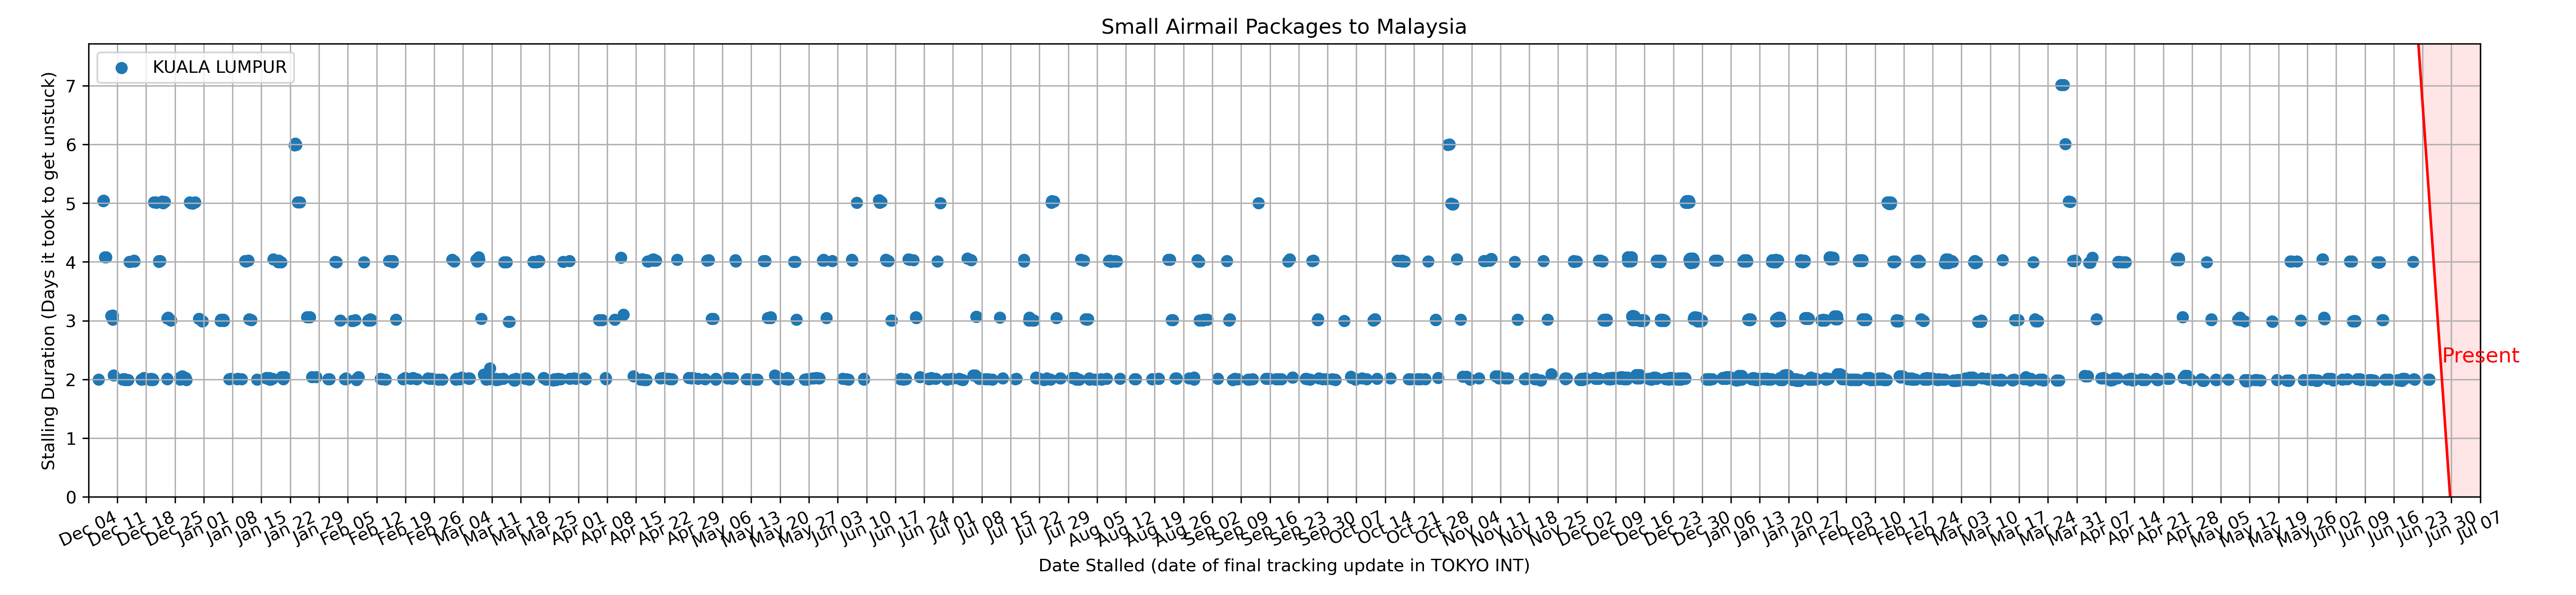 Small Airmail Packages to Malaysia
KUALA LUMPUR
Stalling Duration (Days it took to get unstuck)
7
6
5
4
3
2
1
0
Present
Dec 04
Dec 11
Dec 18
Dec 25
Jan 01
Jan 08
Jan 15
Jan 22
Jan 29
Feb 05
Feb 12
Feb 19
Feb 26
Mar 04
Mar 11
Mar 18
Mar 25
Apr 01
Apr 08
Apr 15
Apr 22
Apr 29
May 06
May 13
May 20
May 27
Jun 03
Jun 10
Jun 17
Jun 24
Jul 01
Jul 08
Jul 15
Jul 22
Jul 29
Aug 05
Aug 12
Aug 19
Aug 26
Sep 02
Sep 09
Sep 16
Sep 23
Sep 30
Oct 07
Oct 14
Oct 21
Oct 28
Nov 04
Nov 11
Nov 18
Nov 25
Dec 02
Dec 09
Dec 16
Dec 23
Dec 30
Jan 06
Jan 13
Jan 20
Jan 27
Feb 03
Feb 10
Feb 17
Feb 24
Mar 03
Mar 10
Mar 17
Mar 24
Mar 31
Apr 07
Apr 14
Apr 21
Apr 28
May 05
May 12
May 19
May 26
Jun 02
Jun 09
Jun 16
Jun 23
Jun 30
Jul 07
Date Stalled (date of final tracking update in TOKYO INT)